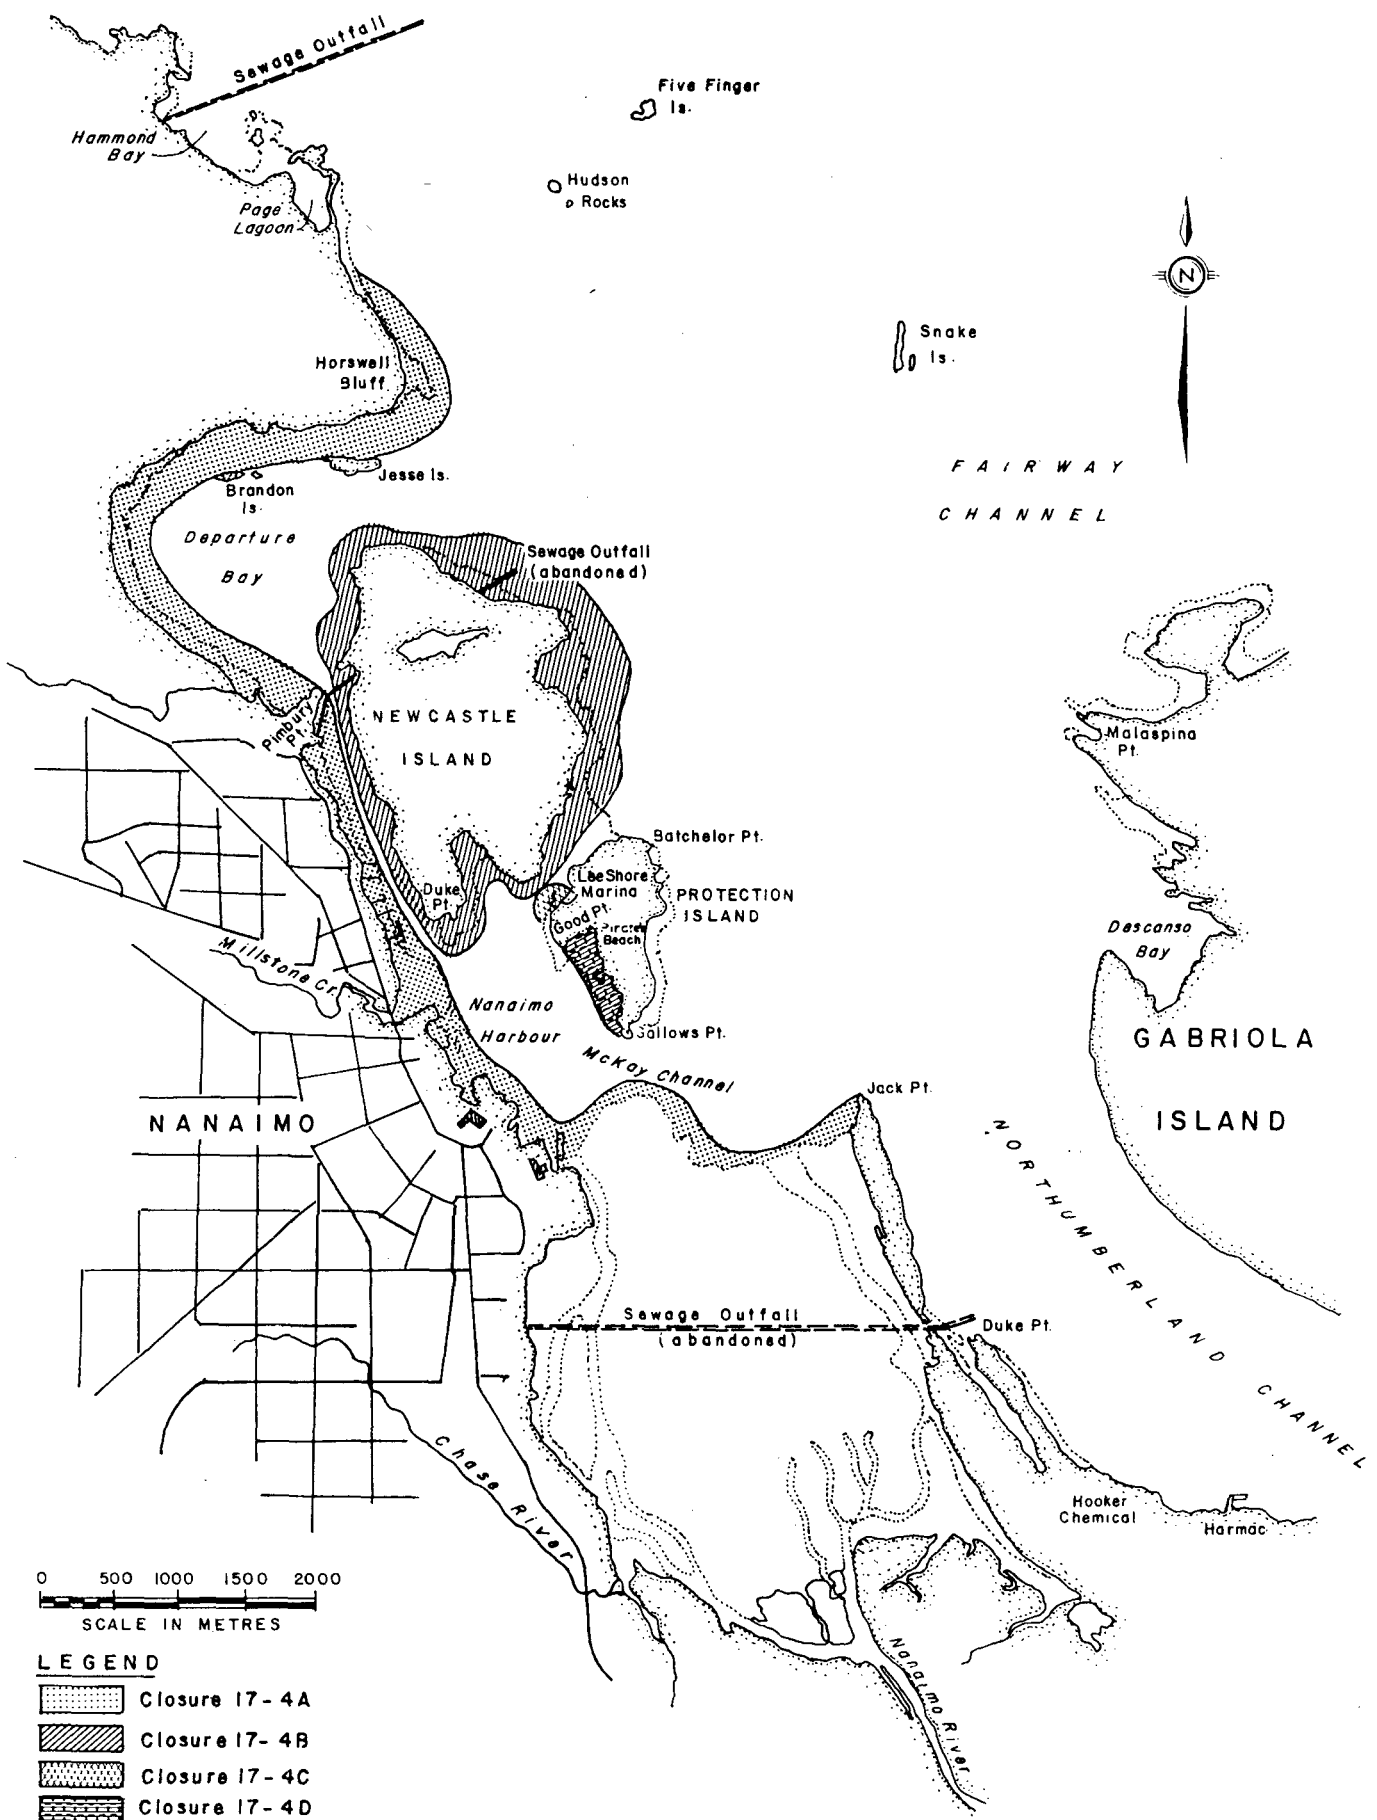 Sewage Outfall
Five Finger
Is.
Hammond
Bay
Hudson
Rocks
Page
Lagoon
N
Snake
Is.
Horswell
Bluff
FAIRWAY
CHANNEL
Jesse Is.
Brandon
Is.
Departure
Bay
Sewage Outfall
(abandoned)
NEWCASTLE
ISLAND
Pimbury
Pt.
Malaspina
Pt.
Batchelor Pt.
Lee Shore
Marina
PROTECTION
ISLAND
Duke
Pt.
Good Pt.
Pirates
Beach
Descanso
Bay
Millstone Cr.
Nanaimo
Harbour
Gallows Pt.
McKay Channel
GABRIOLA
ISLAND
Jack Pt.
NANAIMO
NORTHUMBERLAND CHANNEL
Sewage Outfall
(abandoned)
Duke Pt.
Chase River
Hooker
Chemical
Harmac
Nanaimo River
0 500 1000 1500 2000
SCALE IN METRES
LEGEND
Closure 17-4A
Closure 17-4B
Closure 17-4C
Closure 17-4D